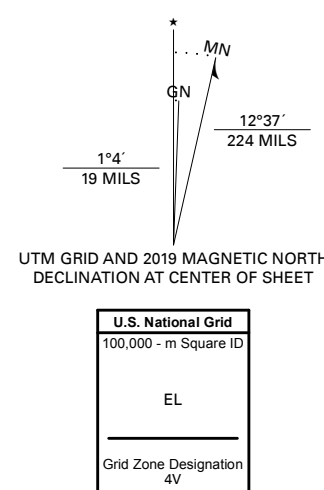 ★
MN
GN
12°37´
224 MILS
1°4´
19 MILS
UTM GRID AND 2019 MAGNETIC NORTH
DECLINATION AT CENTER OF SHEET
U.S. National Grid
100,000 - m Square ID
EL
Grid Zone Designation
4V